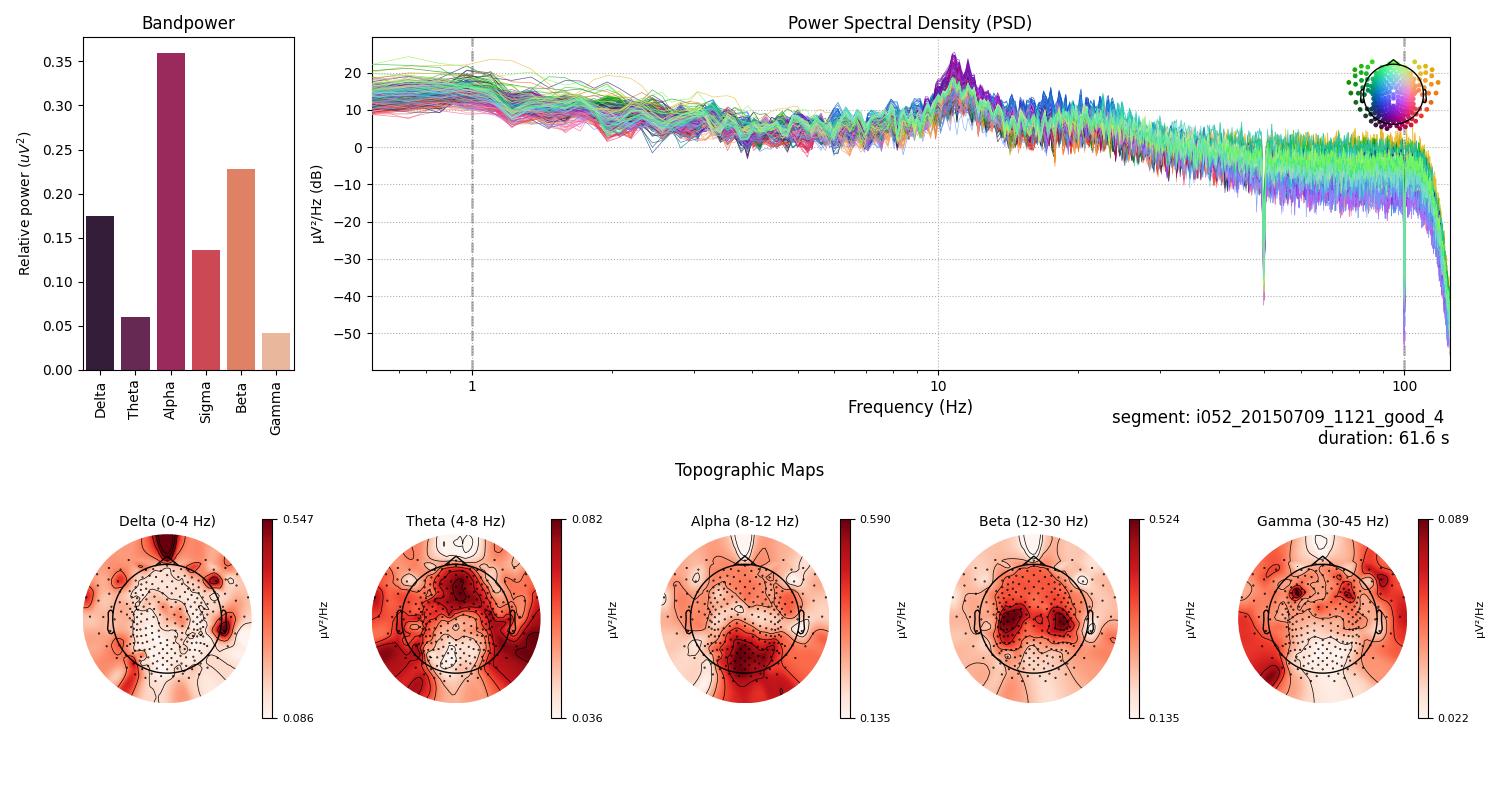 Bandpower
Relative power (uV²)
0.35
0.30
0.25
0.20
0.15
0.10
0.05
0.00
Delta
Theta
Alpha
Sigma
Beta
Gamma
Power Spectral Density (PSD)
µV²/Hz (dB)
20
10
0
−10
−20
−30
−40
−50
1
10
100
Frequency (Hz)
segment: i052_20150709_1121_good_4
duration: 61.6 s
Topographic Maps
Delta (0-4 Hz)
0.547
µV²/Hz
0.086
Theta (4-8 Hz)
0.082
µV²/Hz
0.036
Alpha (8-12 Hz)
0.590
µV²/Hz
0.135
Beta (12-30 Hz)
0.524
µV²/Hz
0.135
Gamma (30-45 Hz)
0.089
µV²/Hz
0.022